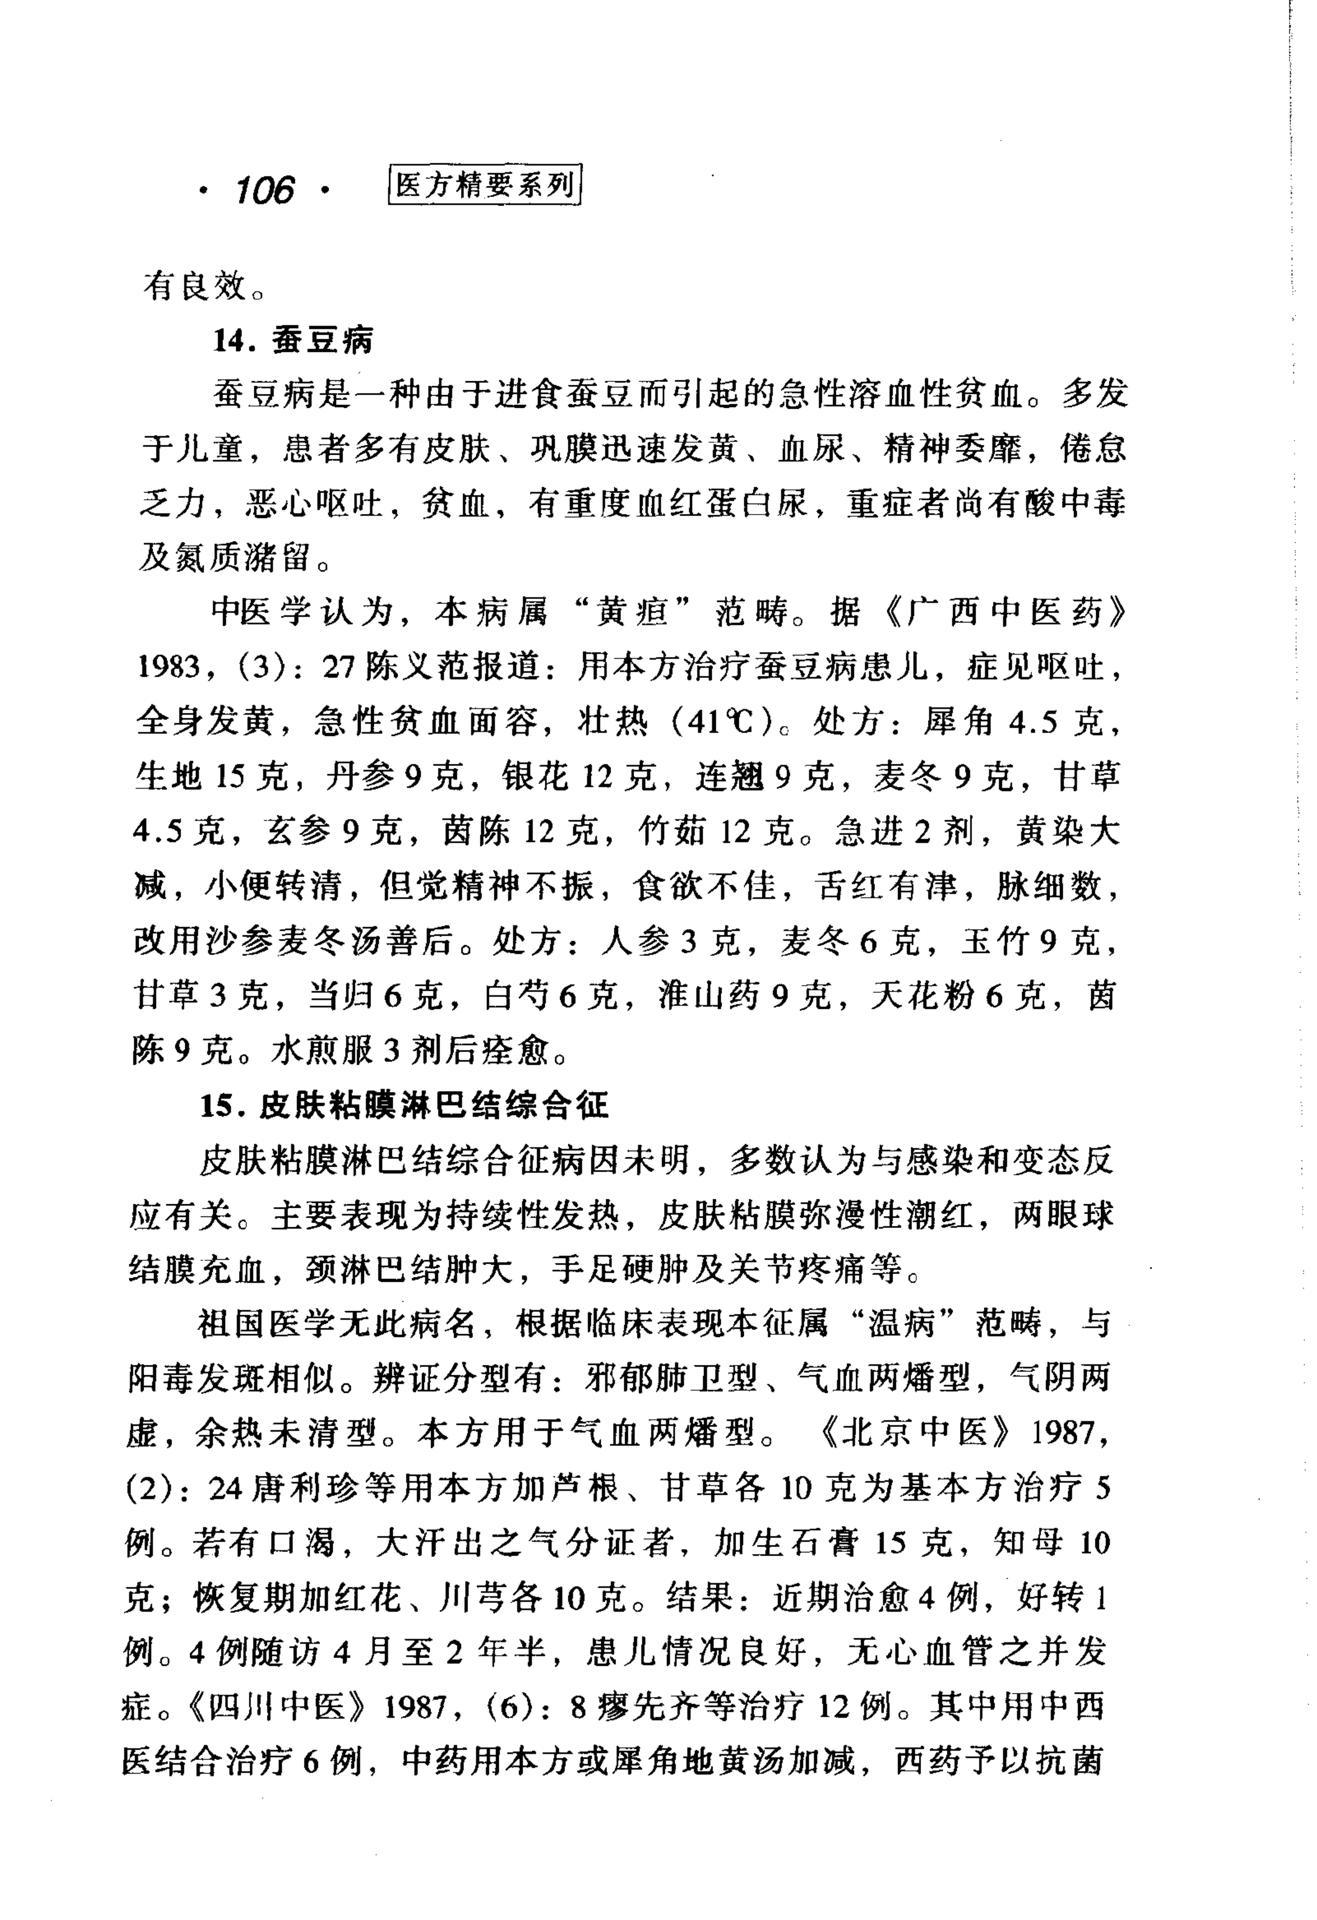 · 106 · 医方精要系列
有良效。
14. 蚕豆病
蚕豆病是一种由于进食蚕豆而引起的急性溶血性贫血。多发
于儿童，患者多有皮肤、巩膜迅速发黄、血尿、精神委靡，倦怠
乏力，恶心呕吐，贫血，有重度血红蛋白尿，重症者尚有酸中毒
及氮质潴留。
中医学认为，本病属“黄疸”范畴。据《广西中医药》
1983，（3）：27 陈义范报道：用本方治疗蚕豆病患儿，症见呕吐，
全身发黄，急性贫血面容，壮热（41℃）。处方：犀角 4.5 克，
生地 15 克，丹参 9 克，银花 12 克，连翘 9 克，麦冬 9 克，甘草
4.5 克，玄参 9 克，茵陈 12 克，竹茹 12 克。急进 2 剂，黄染大
减，小便转清，但觉精神不振，食欲不佳，舌红有津，脉细数，
改用沙参麦冬汤善后。处方：人参 3 克，麦冬 6 克，玉竹 9 克，
甘草 3 克，当归 6 克，白芍 6 克，淮山药 9 克，天花粉 6 克，茵
陈 9 克。水煎服 3 剂后痊愈。
15. 皮肤粘膜淋巴结综合征
皮肤粘膜淋巴结综合征病因未明，多数认为与感染和变态反
应有关。主要表现为持续性发热，皮肤粘膜弥漫性潮红，两眼球
结膜充血，颈淋巴结肿大，手足硬肿及关节疼痛等。
祖国医学无此病名，根据临床表现本征属“温病”范畴，与
阳毒发斑相似。辨证分型有：邪郁肺卫型、气血两燔型，气阴两
虚，余热未清型。本方用于气血两燔型。《北京中医》1987，
（2）：24 唐利珍等用本方加芦根、甘草各 10 克为基本方治疗 5
例。若有口渴，大汗出之气分证者，加生石膏 15 克，知母 10
克；恢复期加红花、川芎各 10 克。结果：近期治愈 4 例，好转 1
例。4 例随访 4 月至 2 年半，患儿情况良好，无心血管之并发
症。《四川中医》1987，（6）：8 瘳先齐等治疗 12 例。其中用中西
医结合治疗 6 例，中药用本方或犀角地黄汤加减，西药予以抗菌